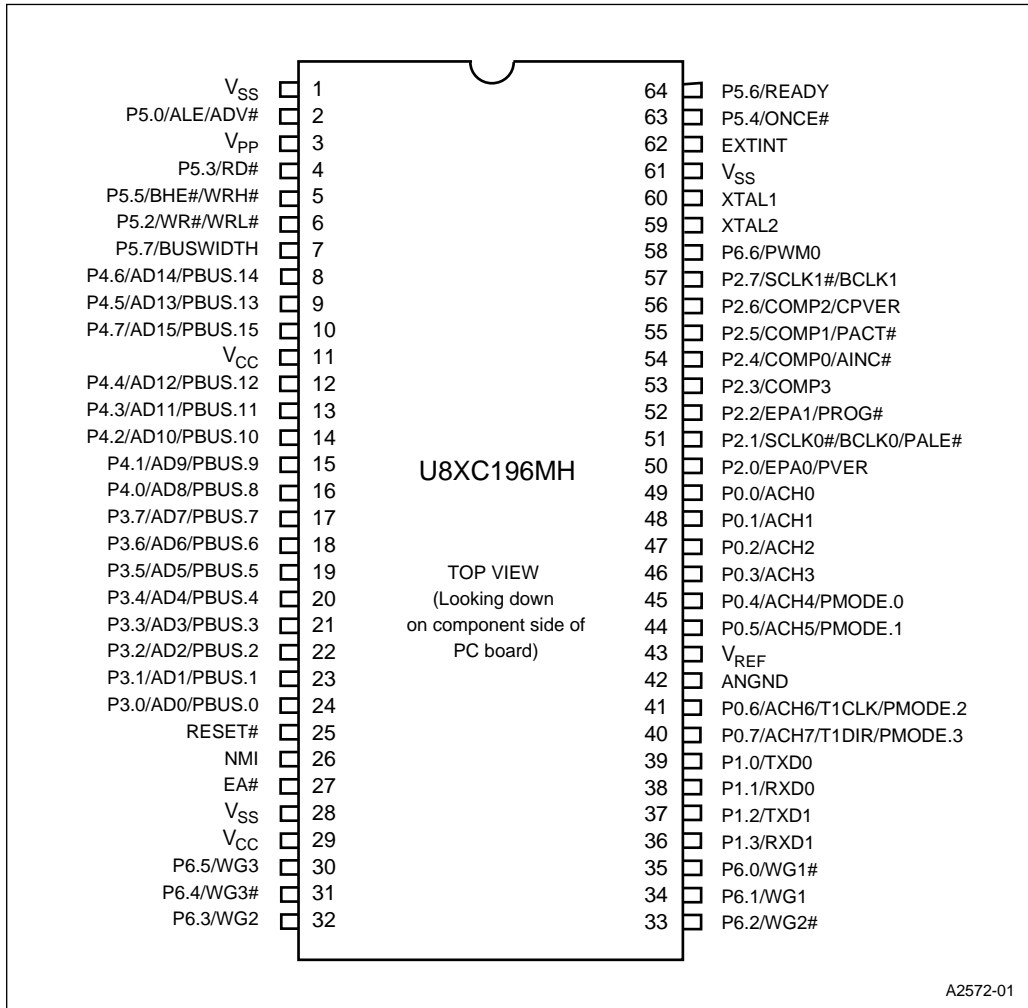 V_SS 1
P5.0/ALE/ADV# 2
V_PP 3
P5.3/RD# 4
P5.5/BHE#/WRH# 5
P5.2/WR#/WRL# 6
P5.7/BUSWIDTH 7
P4.6/AD14/PBUS.14 8
P4.5/AD13/PBUS.13 9
P4.7/AD15/PBUS.15 10
V_CC 11
P4.4/AD12/PBUS.12 12
P4.3/AD11/PBUS.11 13
P4.2/AD10/PBUS.10 14
P4.1/AD9/PBUS.9 15
P4.0/AD8/PBUS.8 16
P3.7/AD7/PBUS.7 17
P3.6/AD6/PBUS.6 18
P3.5/AD5/PBUS.5 19
P3.4/AD4/PBUS.4 20
P3.3/AD3/PBUS.3 21
P3.2/AD2/PBUS.2 22
P3.1/AD1/PBUS.1 23
P3.0/AD0/PBUS.0 24
RESET# 25
NMI 26
EA# 27
V_SS 28
V_CC 29
P6.5/WG3 30
P6.4/WG3# 31
P6.3/WG2 32
U8XC196MH
TOP VIEW
(Looking down
on component side of
PC board)
64 P5.6/READY
63 P5.4/ONCE#
62 EXTINT
61 V_SS
60 XTAL1
59 XTAL2
58 P6.6/PWM0
57 P2.7/SCLK1#/BCLK1
56 P2.6/COMP2/CPVER
55 P2.5/COMP1/PACT#
54 P2.4/COMP0/AINC#
53 P2.3/COMP3
52 P2.2/EPA1/PROG#
51 P2.1/SCLK0#/BCLK0/PALE#
50 P2.0/EPA0/PVER
49 P0.0/ACH0
48 P0.1/ACH1
47 P0.2/ACH2
46 P0.3/ACH3
45 P0.4/ACH4/PMODE.0
44 P0.5/ACH5/PMODE.1
43 V_REF
42 ANGND
41 P0.6/ACH6/T1CLK/PMODE.2
40 P0.7/ACH7/T1DIR/PMODE.3
39 P1.0/TXD0
38 P1.1/RXD0
37 P1.2/TXD1
36 P1.3/RXD1
35 P6.0/WG1#
34 P6.1/WG1
33 P6.2/WG2#
A2572-01